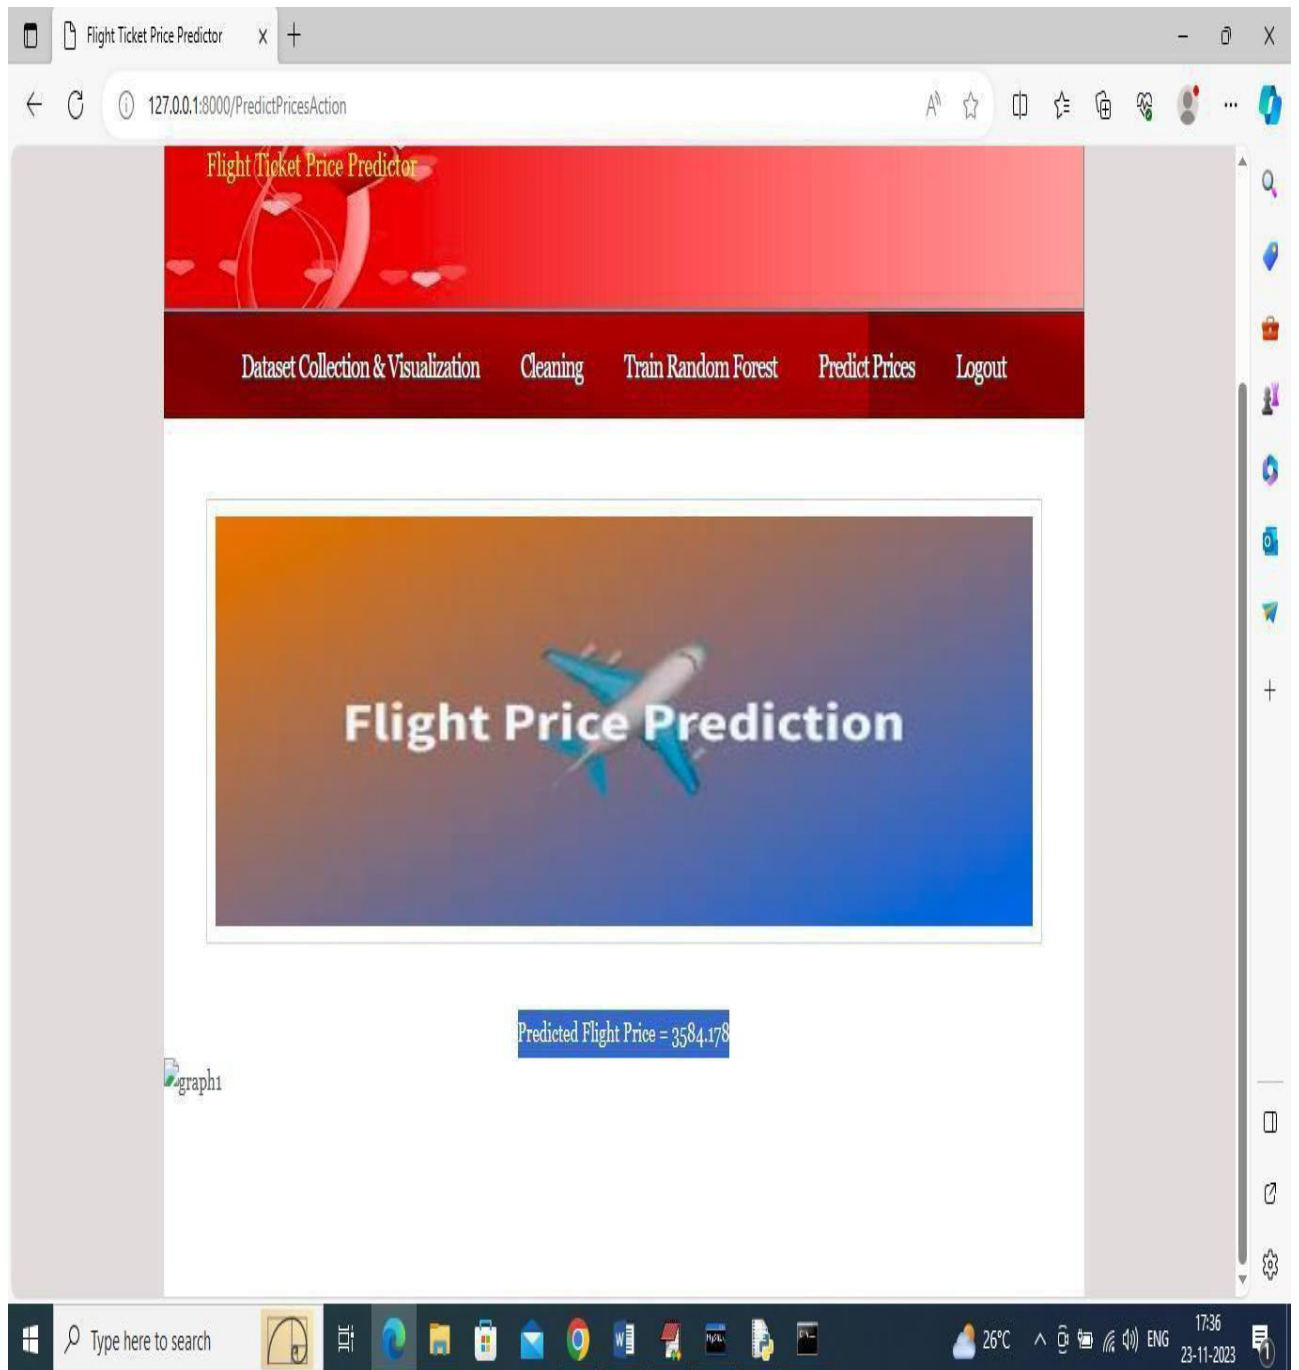 Flight Ticket Price Predictor
127.0.0.1:8000/PredictPricesAction
Flight Ticket Price Predictor
Dataset Collection & Visualization Cleaning Train Random Forest Predict Prices Logout
Flight Price Prediction
Predicted Flight Price = 3584.178
graph1
Type here to search
26°C ENG 17:36
23-11-2023
1